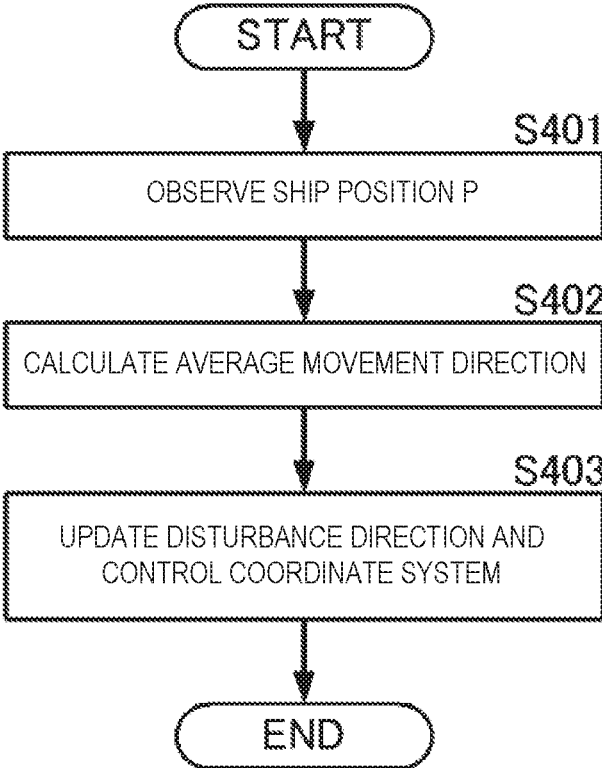 START
S401
OBSERVE SHIP POSITION P
S402
CALCULATE AVERAGE MOVEMENT DIRECTION
S403
UPDATE DISTURBANCE DIRECTION AND
CONTROL COORDINATE SYSTEM
END